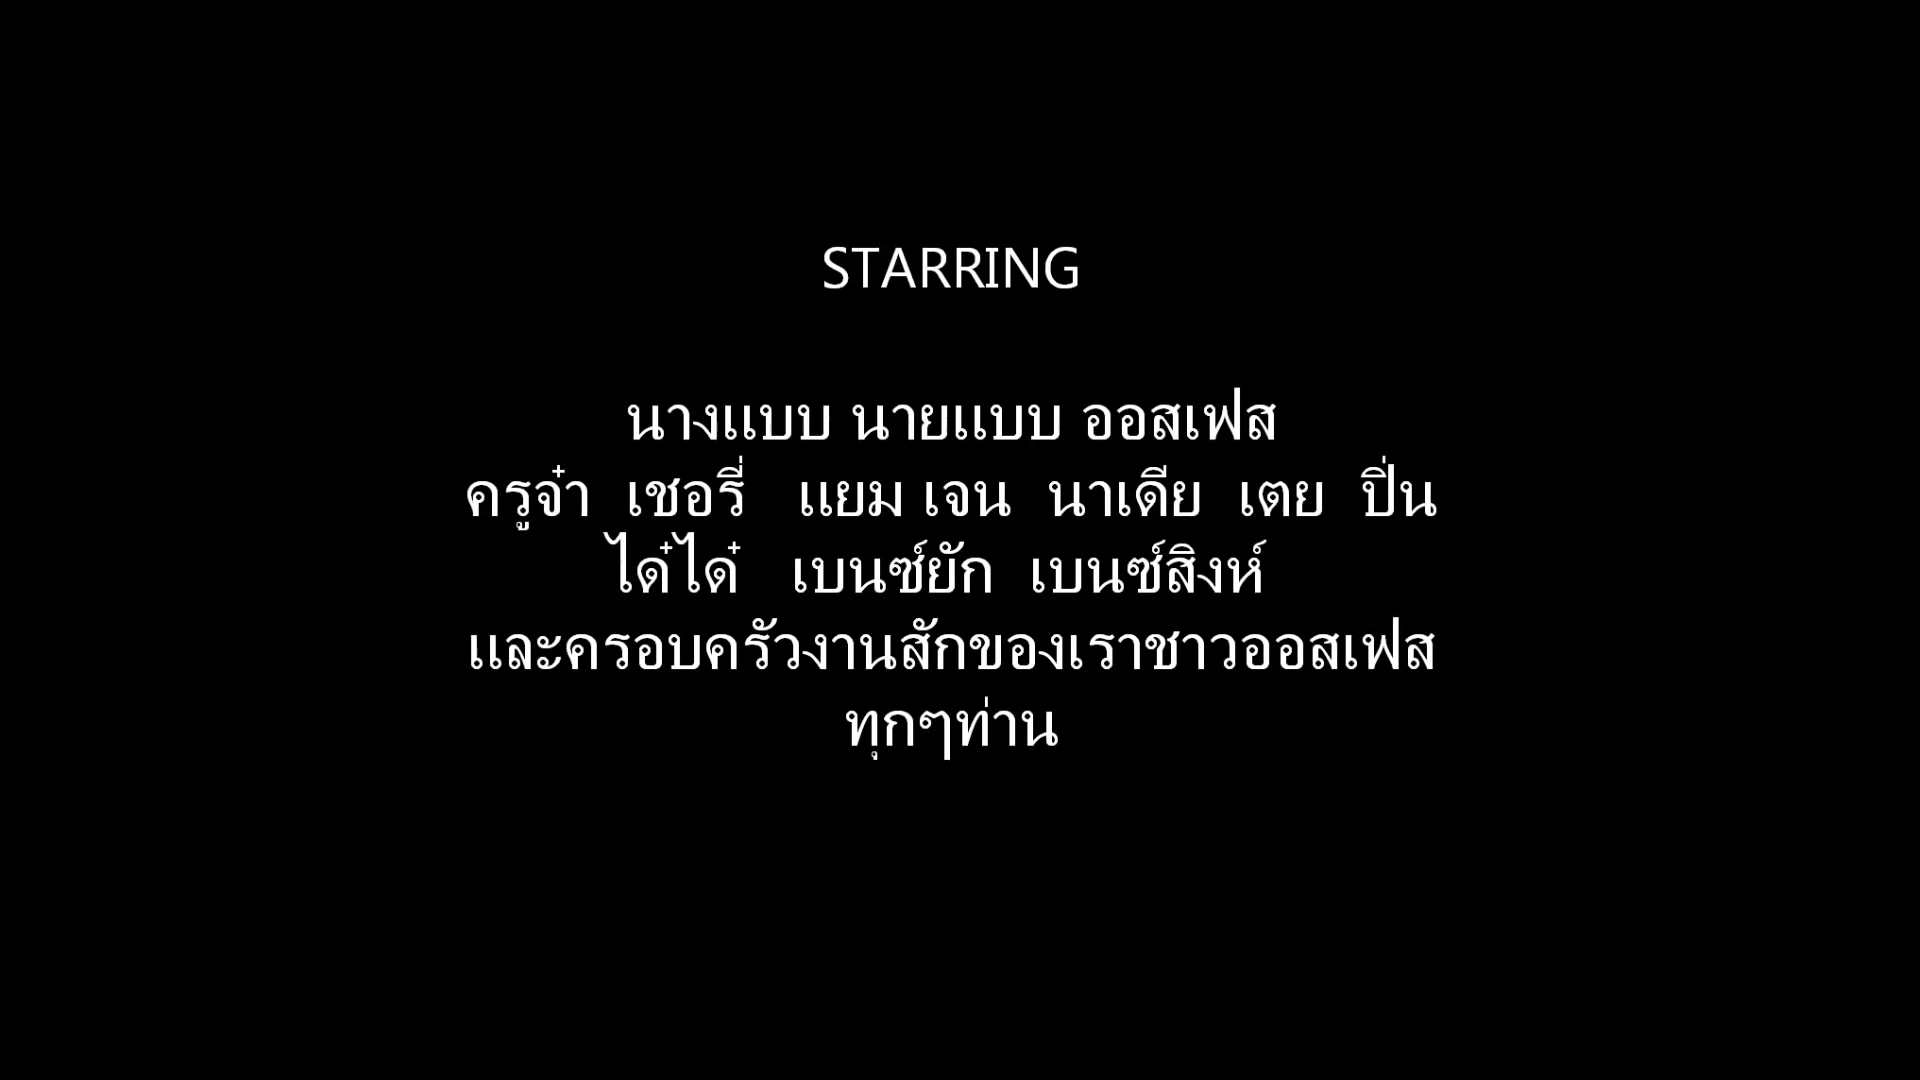 STARRING
นางแบบ นายแบบ ออสเฟส
ครูจ๋า เชอรี่ แยม เจน นาเดีย เตย ปิ่น
ได๋ได๋ เบนซ์ยัก เบนซ์สิงห์
และครอบครัวงานสักของเราชาวออสเฟส
ทุกๆท่าน